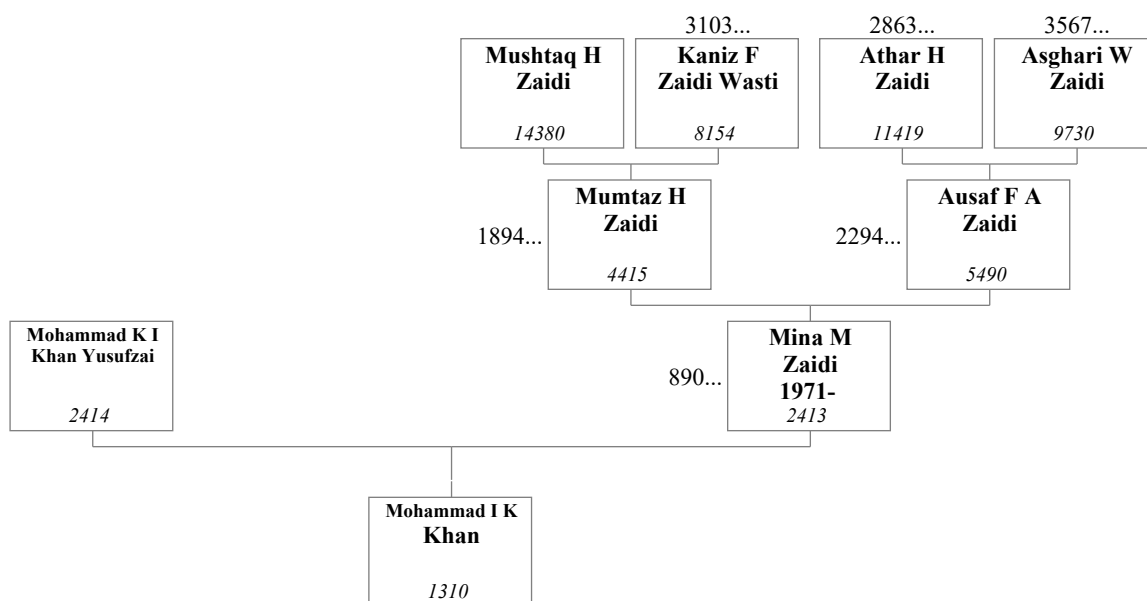 3103...
2863...
3567...
Mushtaq H
Zaidi
14380
Kaniz F
Zaidi Wasti
8154
Athar H
Zaidi
11419
Asghari W
Zaidi
9730
1894...
Mumtaz H
Zaidi
4415
2294...
Ausaf F A
Zaidi
5490
Mohammad K I
Khan Yusufzai
2414
890...
Mina M
Zaidi
1971-
2413
Mohammad I K
Khan
1310